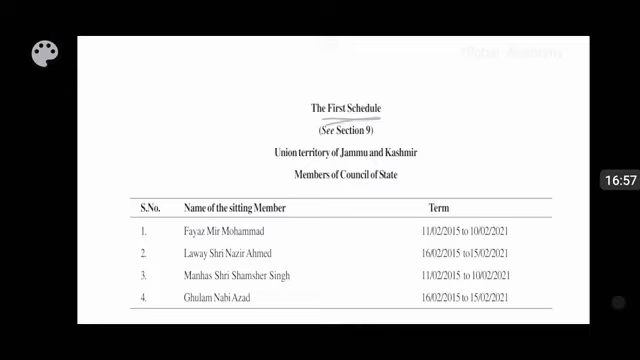 The First Schedule
(See Section 9)
Union territory of Jammu and Kashmir
Members of Council of State
S.No. Name of the sitting Member Term
1. Fayaz Mir Mohammad 11/02/2015 to 10/02/2021
2. Laway Shri Nazir Ahmed 16/02/2015 to15/02/2021
3. Manhas Shri Shamsher Singh 11/02/2015 to 10/02/2021
4. Ghulam Nabi Azad 16/02/2015 to 15/02/2021
16:57